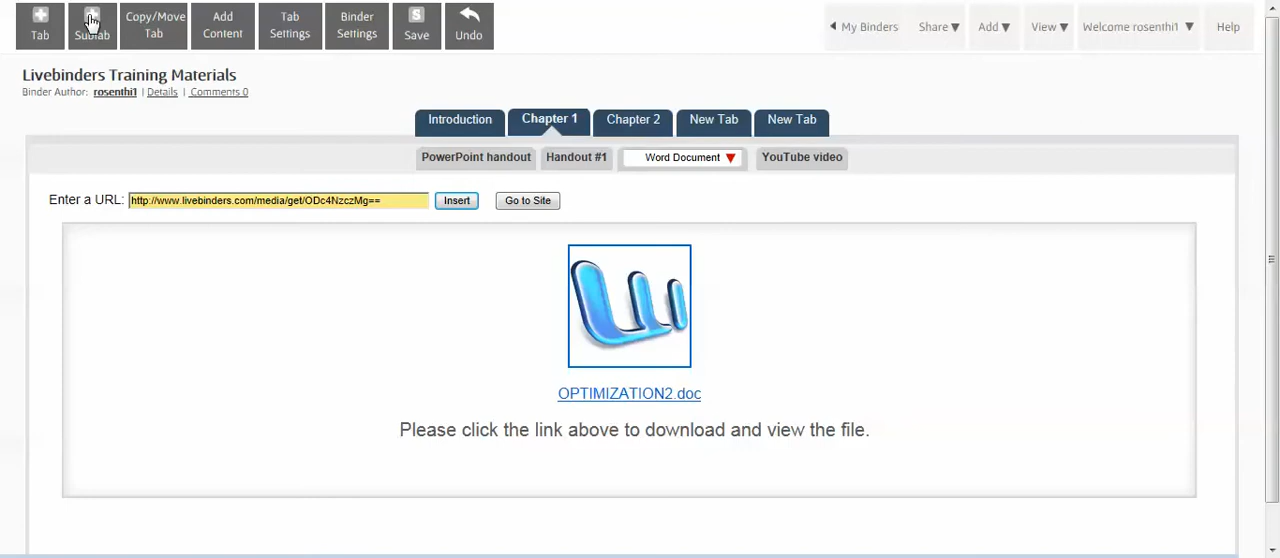 Tab
Subtab
Copy/Move
Tab
Add
Content
Tab
Settings
Binder
Settings
S
Save
Undo
My Binders
Share
Add
View
Welcome rosenthi1
Help
Livebinders Training Materials
Binder Author: rosenthi1 | Details | Comments 0
Introduction
Chapter 1
Chapter 2
New Tab
New Tab
PowerPoint handout
Handout #1
Word Document
YouTube video
Enter a URL: http://www.livebinders.com/media/get/ODc4NzczMg==
Insert
Go to Site
OPTIMIZATION2.doc
Please click the link above to download and view the file.